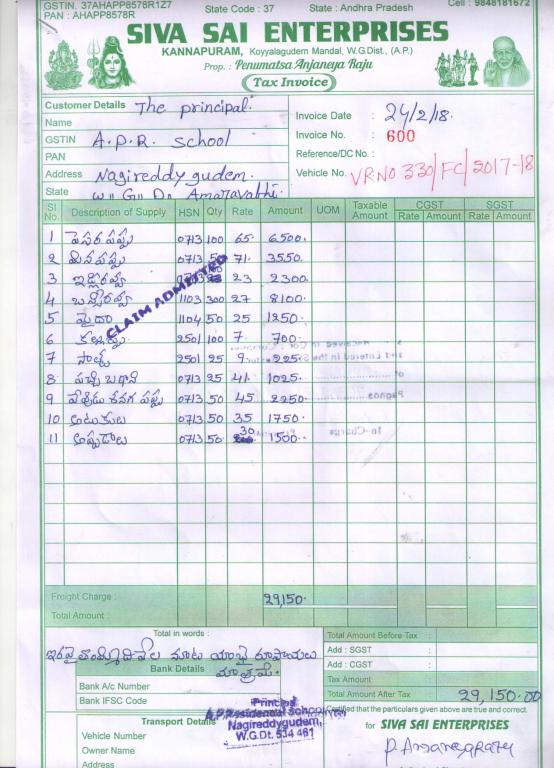 GSTIN. 37AHAPP8578R1Z7 State Code : 37 State : Andhra Pradesh Cell : 9848181672
PAN : AHAPP8578R
SIVA SAI ENTERPRISES
KANNAPURAM, Koyyalagudem Mandal, W.G.Dist., (A.P.)
Prop. : Penumatsa Anjaneya Raju
Tax Invoice
Customer Details The principal.
Name
GSTIN A.P.R. School
PAN
Address Nagireddy gudem.
State W. G. Dt. Amaravathi.
Invoice Date : 24/2/18.
Invoice No. : 600
Reference/DC No. :
Vehicle No. VR NO 330/FC/2017-18
Sl No. Description of Supply HSN Qty Rate Amount UOM Taxable Amount CGST Rate Amount SGST Rate Amount
1 పెసర పప్పు 0713 100 65. 6500.
2 మినపప్పు 0713 50 71. 3550
3 ఇడ్లీరవ్వ 100 23 2300
4 బన్సీరవ్వ 1103 300 27 8100
5 మైదా 1104 50 25 1250
6 కల్లుప్పు 2501 100 7. 700.
7 సాల్ట్ 2501 25 9 225.
8 పచ్చి బఠాని 0713 25 41. 1025.
9 శనగ పప్పు 0713 50 45 2250
10 అటుకుల 0713 50 35 1750
11 అప్పడాలు 0713 50 30 1500
CLAIM ADMITTED
Freight Charge : 29,150.
Total Amount :
Total in words :
ఇరవై తొమ్మిది వేల నూట యాభై రూపాయలు
మాత్రమే.
Bank Details
Bank A/c Number
Bank IFSC Code
Total Amount Before Tax :
Add : SGST :
Add : CGST :
Tax Amount :
Total Amount After Tax : 29,150.00
Principal
A.P.Residential School
Nagireddygudem,
W.G.Dt. 534 461
Certified that the particulars given above are true and correct.
for SIVA SAI ENTERPRISES
Transport Details
Vehicle Number
Owner Name
Address